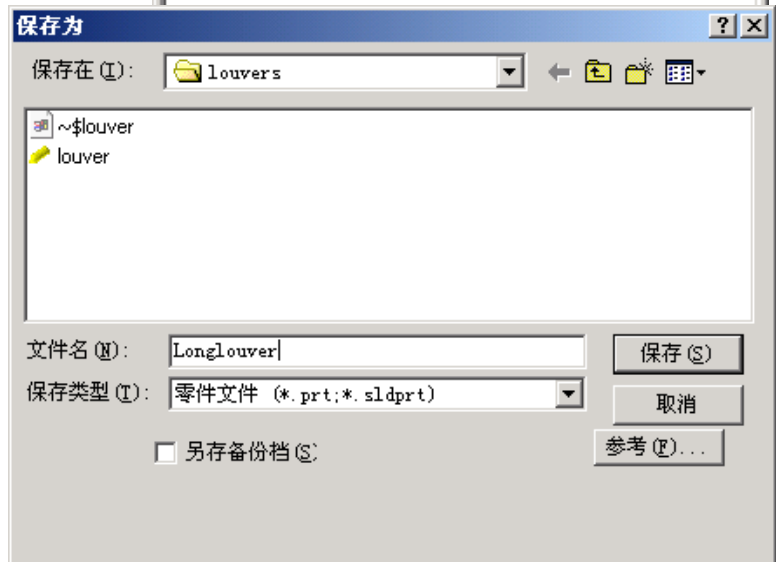 保存为
保存在(I): louvers
~$louver
louver
文件名(N): Longlouver
保存(S)
保存类型(T): 零件文件 (*.prt;*.sldprt)
取消
另存备份档(S)
参考(F)...